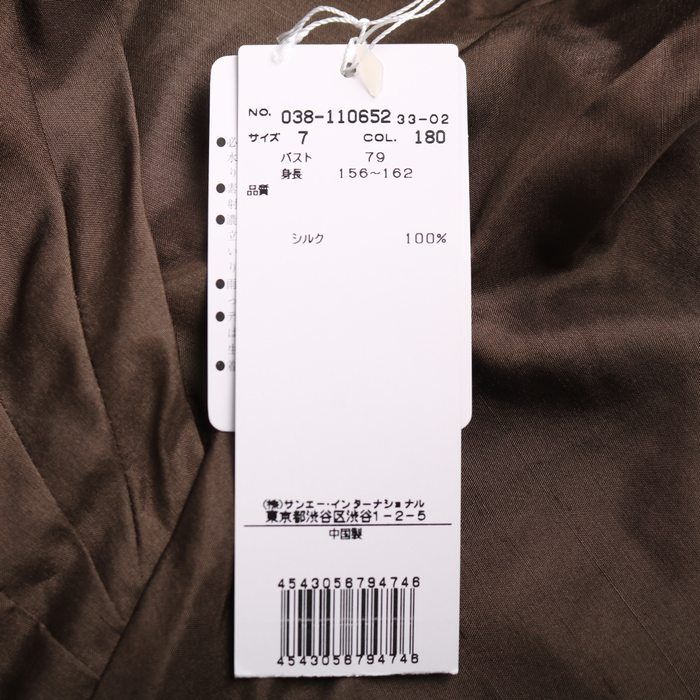 NO. 038-110652 33-02
サイズ 7 COL. 180
バスト 79
身長 156~162
品質
シルク 100%
(株)サンエー・インターナショナル
東京都渋谷区渋谷1-2-5
中国製
4543056794746
4543056794746